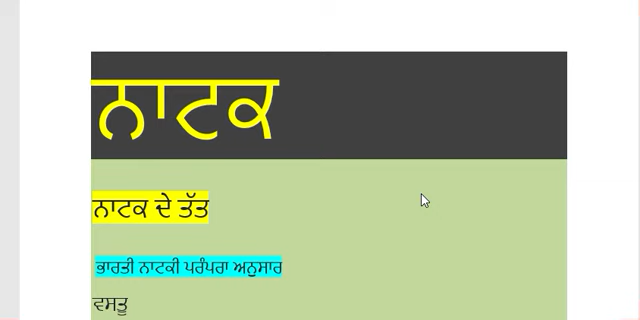 ਨਾਟਕ
ਨਾਟਕ ਦੇ ਤੱਤ
ਭਾਰਤੀ ਨਾਟਕੀ ਪਰੰਪਰਾ ਅਨੁਸਾਰ
ਵਸਤੂ